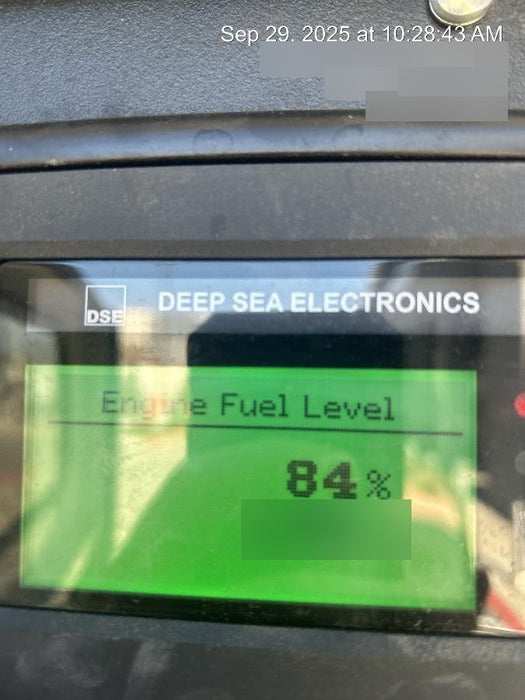 Sep 29. 2025 at 10:28:43 AM
DSE
DEEP SEA ELECTRONICS
Engine Fuel Level
84%